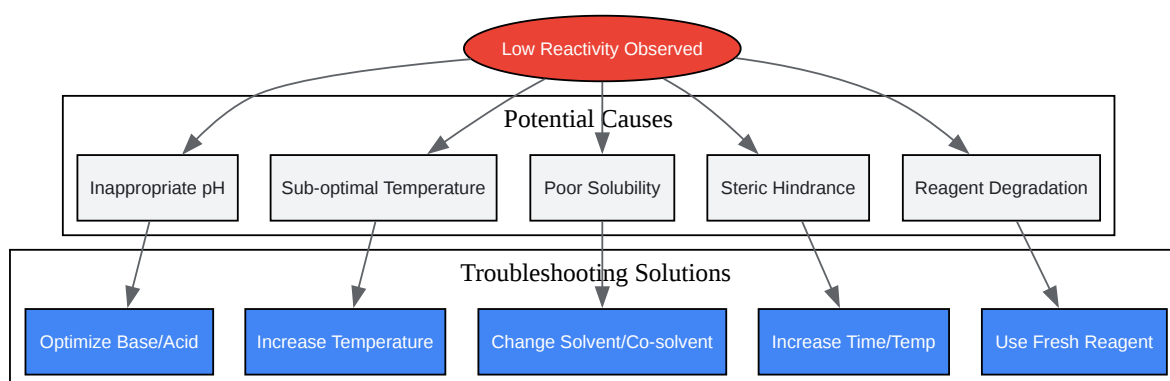 Low Reactivity Observed
Potential Causes
Inappropriate pH
Sub-optimal Temperature
Poor Solubility
Steric Hindrance
Reagent Degradation
Troubleshooting Solutions
Optimize Base/Acid
Increase Temperature
Change Solvent/Co-solvent
Increase Time/Temp
Use Fresh Reagent